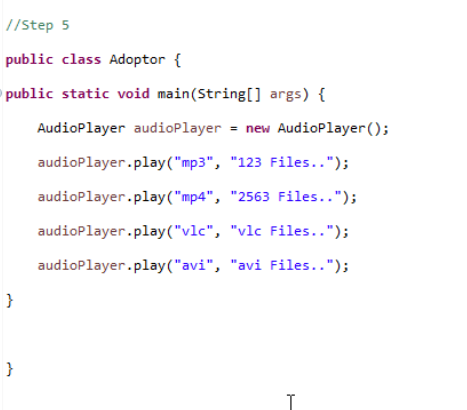 //Step 5
public class Adoptor {
public static void main(String[] args) {
AudioPlayer audioPlayer = new AudioPlayer();
audioPlayer.play("mp3", "123 Files..");
audioPlayer.play("mp4", "2563 Files..");
audioPlayer.play("vlc", "vlc Files..");
audioPlayer.play("avi", "avi Files..");
}
}